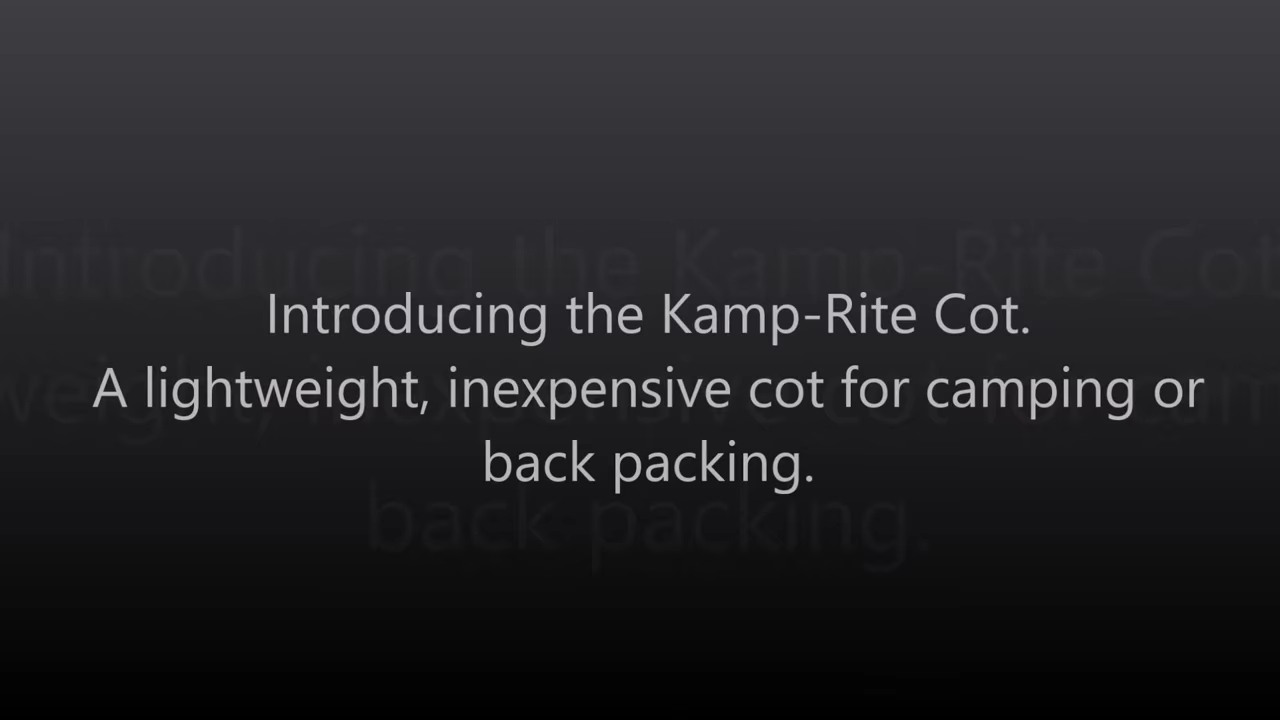 Introducing the Kamp-Rite Cot.
A lightweight, inexpensive cot for camping or
back packing.